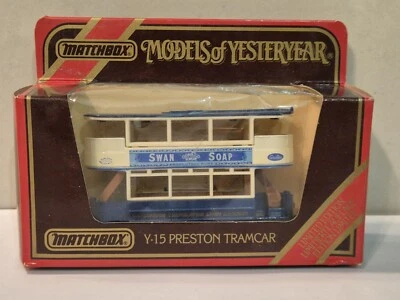 MATCHBOX
MODELS of YESTERYEAR®
SWAN SOAP
MATCHBOX
Y-15 PRESTON TRAMCAR